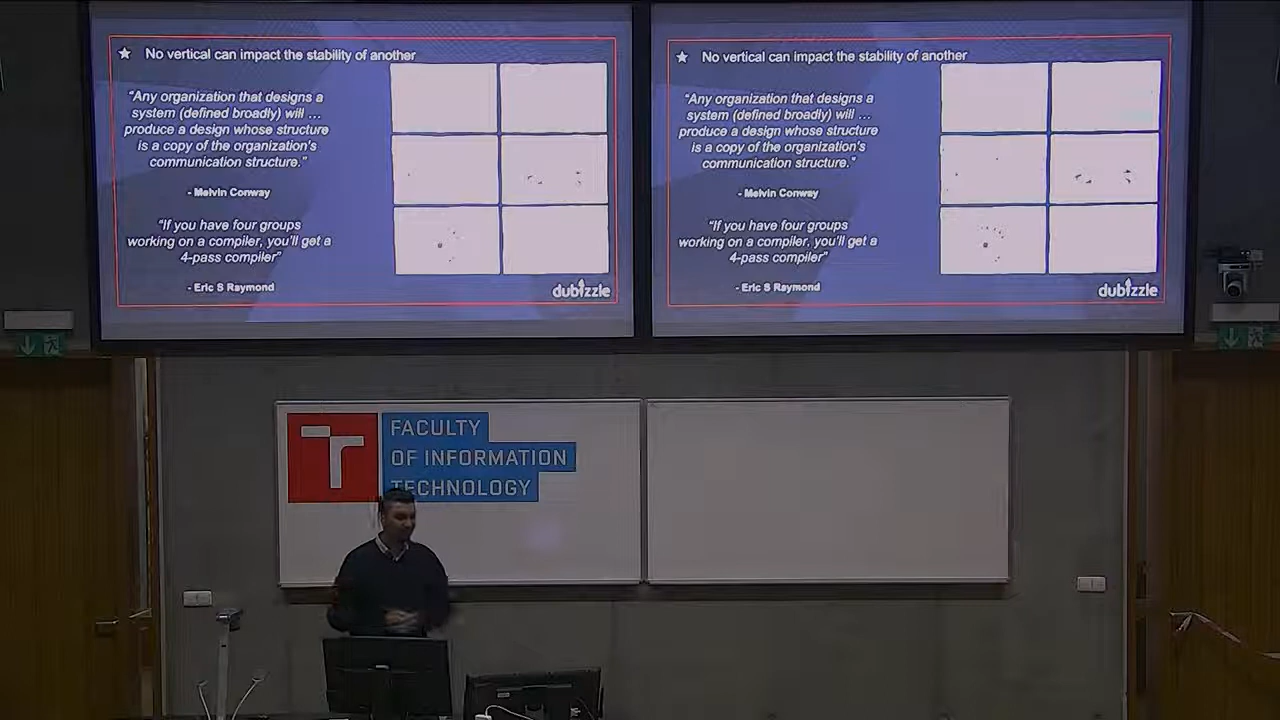 ★ No vertical can impact the stability of another
“Any organization that designs a
system (defined broadly) will ...
produce a design whose structure
is a copy of the organization's
communication structure.”
- Melvin Conway
“If you have four groups
working on a compiler, you'll get a
4-pass compiler”
- Eric S Raymond
dubizzle
★ No vertical can impact the stability of another
“Any organization that designs a
system (defined broadly) will ...
produce a design whose structure
is a copy of the organization's
communication structure.”
- Melvin Conway
“If you have four groups
working on a compiler, you'll get a
4-pass compiler”
- Eric S Raymond
dubizzle
FACULTY
OF INFORMATION
TECHNOLOGY